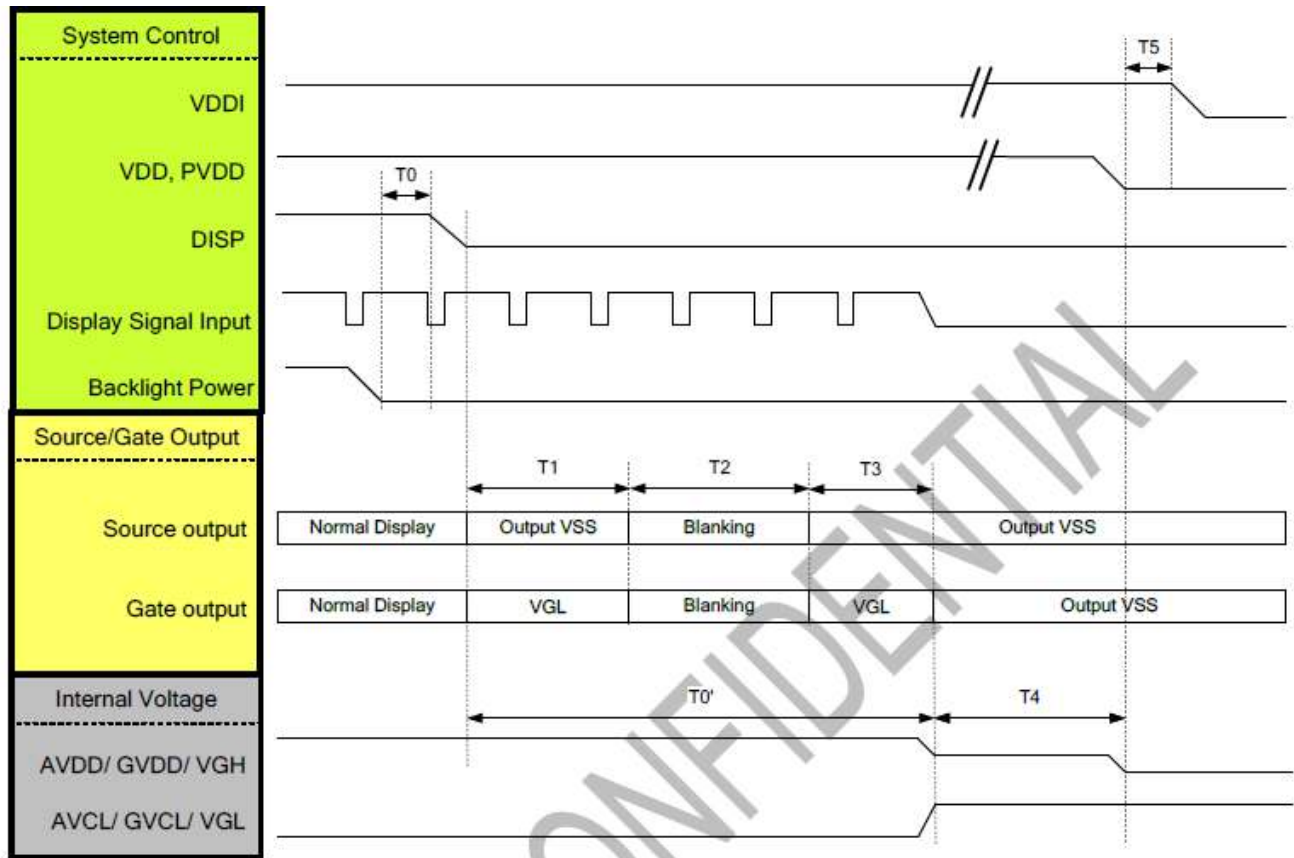 System Control
T5
VDDI
VDD, PVDD
T0
DISP
Display Signal Input
Backlight Power
Source/Gate Output
T1 T2 T3
Source output Normal Display Output VSS Blanking Output VSS
Gate output Normal Display VGL Blanking VGL Output VSS
Internal Voltage
T0' T4
AVDD/ GVDD/ VGH
AVCL/ GVCL/ VGL